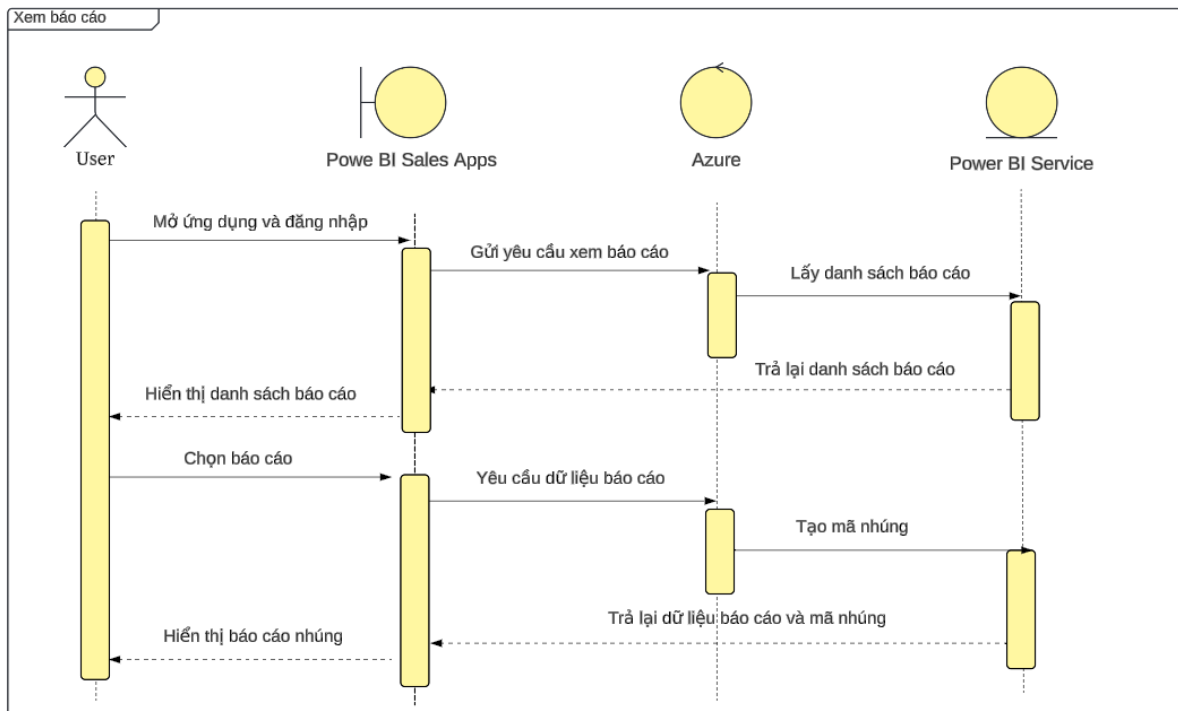 Xem báo cáo
User
Powe BI Sales Apps
Azure
Power BI Service
Mở ứng dụng và đăng nhập
Gửi yêu cầu xem báo cáo
Lấy danh sách báo cáo
Trả lại danh sách báo cáo
Hiển thị danh sách báo cáo
Chọn báo cáo
Yêu cầu dữ liệu báo cáo
Tạo mã nhúng
Trả lại dữ liệu báo cáo và mã nhúng
Hiển thị báo cáo nhúng